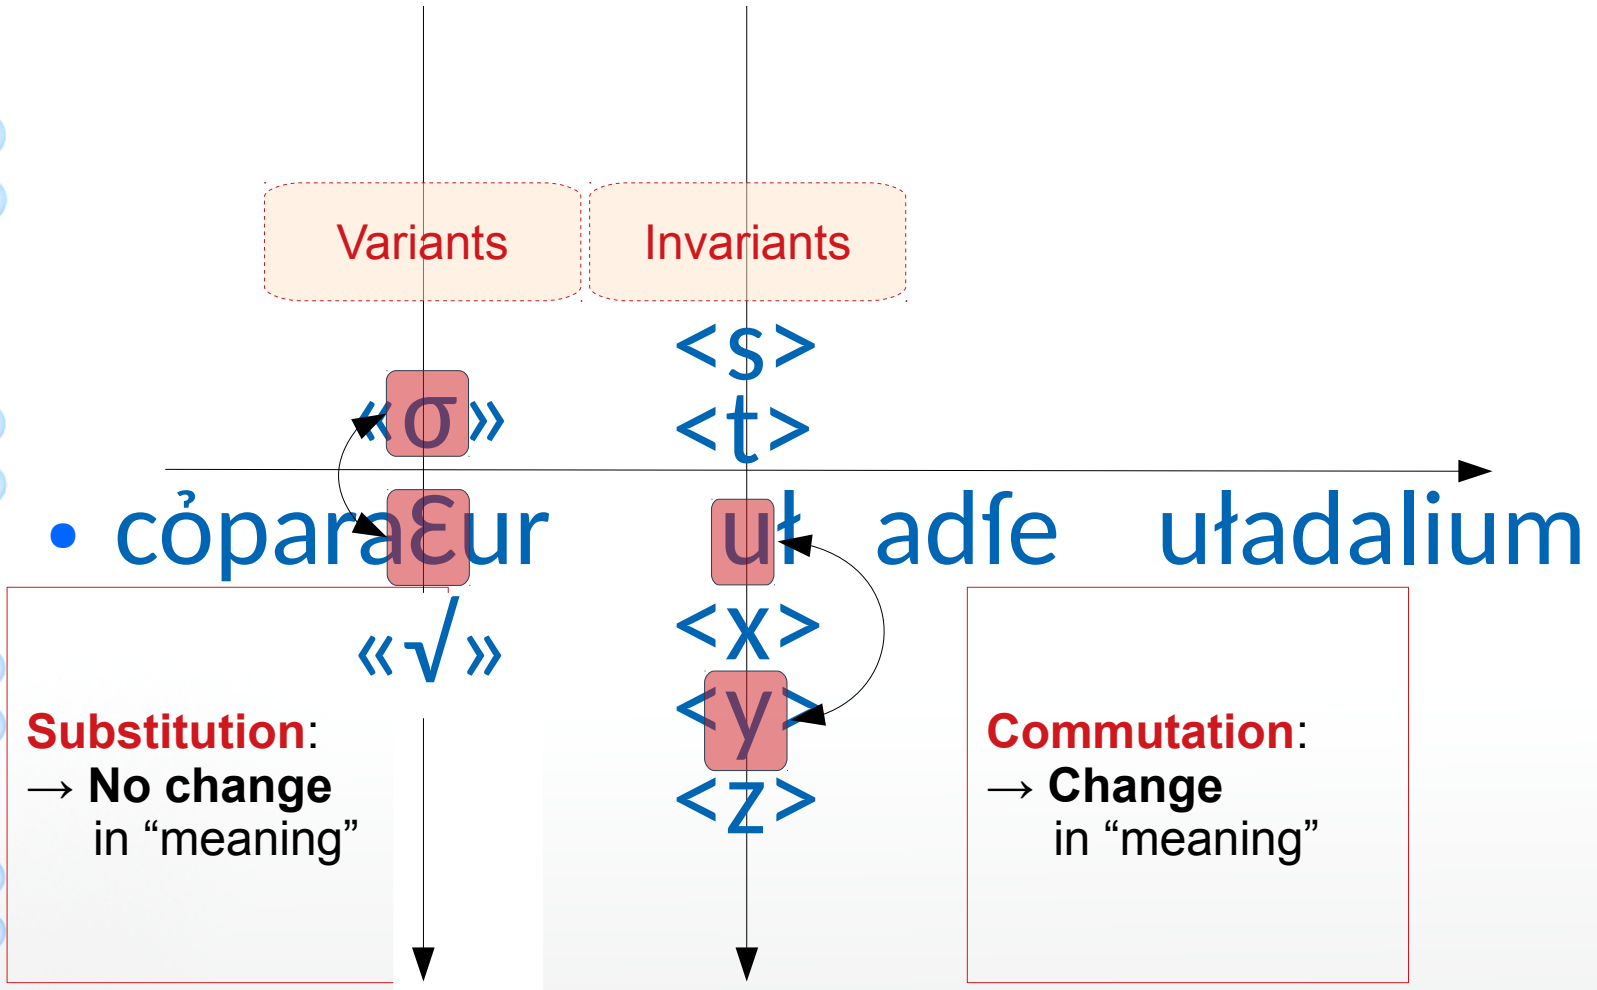 Variants Invariants
<s>
«σ» <t>
• cỏparaƐur uł adſe uładalium
«√» <x>
<y>
<z>
Substitution:
→ No change
in “meaning”
Commutation:
→ Change
in “meaning”